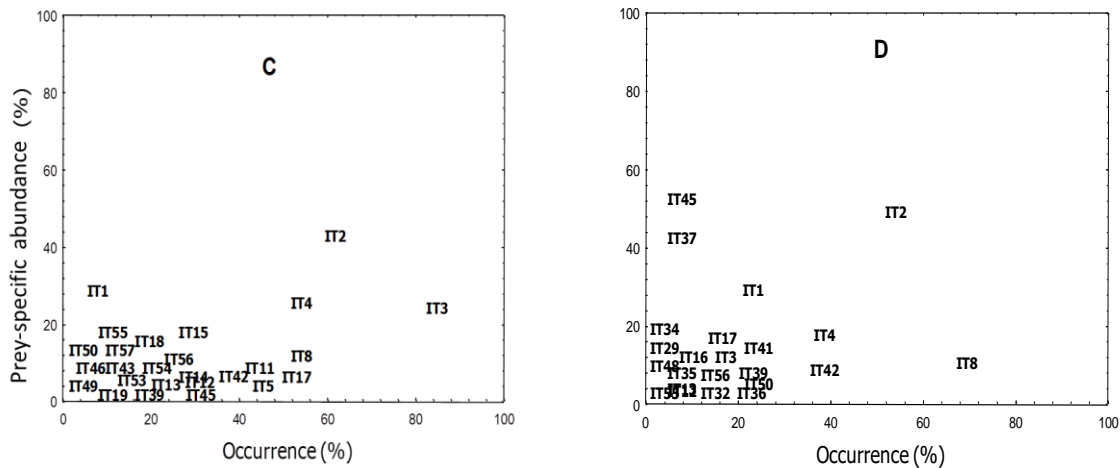 C
Prey-specific abundance (%)
100
80
60
40
20
0
IT2
IT1
IT4
IT3
IT55
IT15
IT18
IT50
IT57
IT56
IT8
IT46
IT43
IT54
IT11
IT14
IT42
IT17
IT53
IT12
IT49
IT13
IT5
IT19
IT39
IT45
0 20 40 60 80 100
Occurrence (%)
D
100
80
60
40
20
0
IT45
IT2
IT37
IT1
IT34
IT4
IT17
IT29
IT41
IT16
IT3
IT48
IT8
IT42
IT35
IT56
IT39
IT50
IT32
IT36
0 20 40 60 80 100
Occurrence (%)